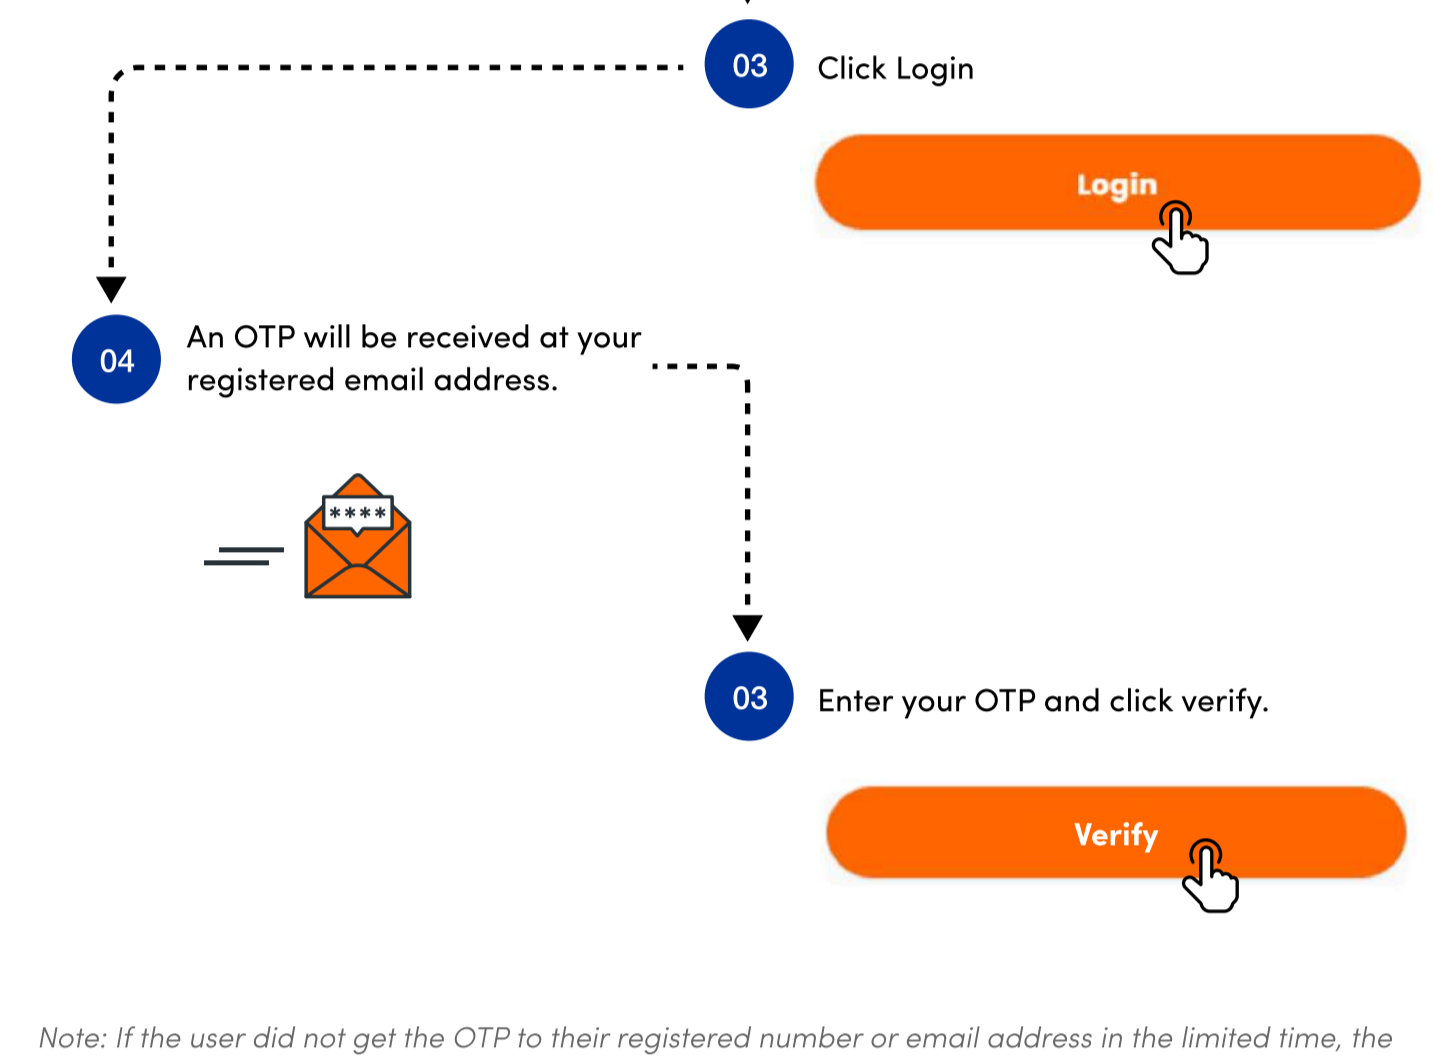 03
Click Login
Login
04
An OTP will be received at your
registered email address.
****
03
Enter your OTP and click verify.
Verify
Note: If the user did not get the OTP to their registered number or email address in the limited time, the